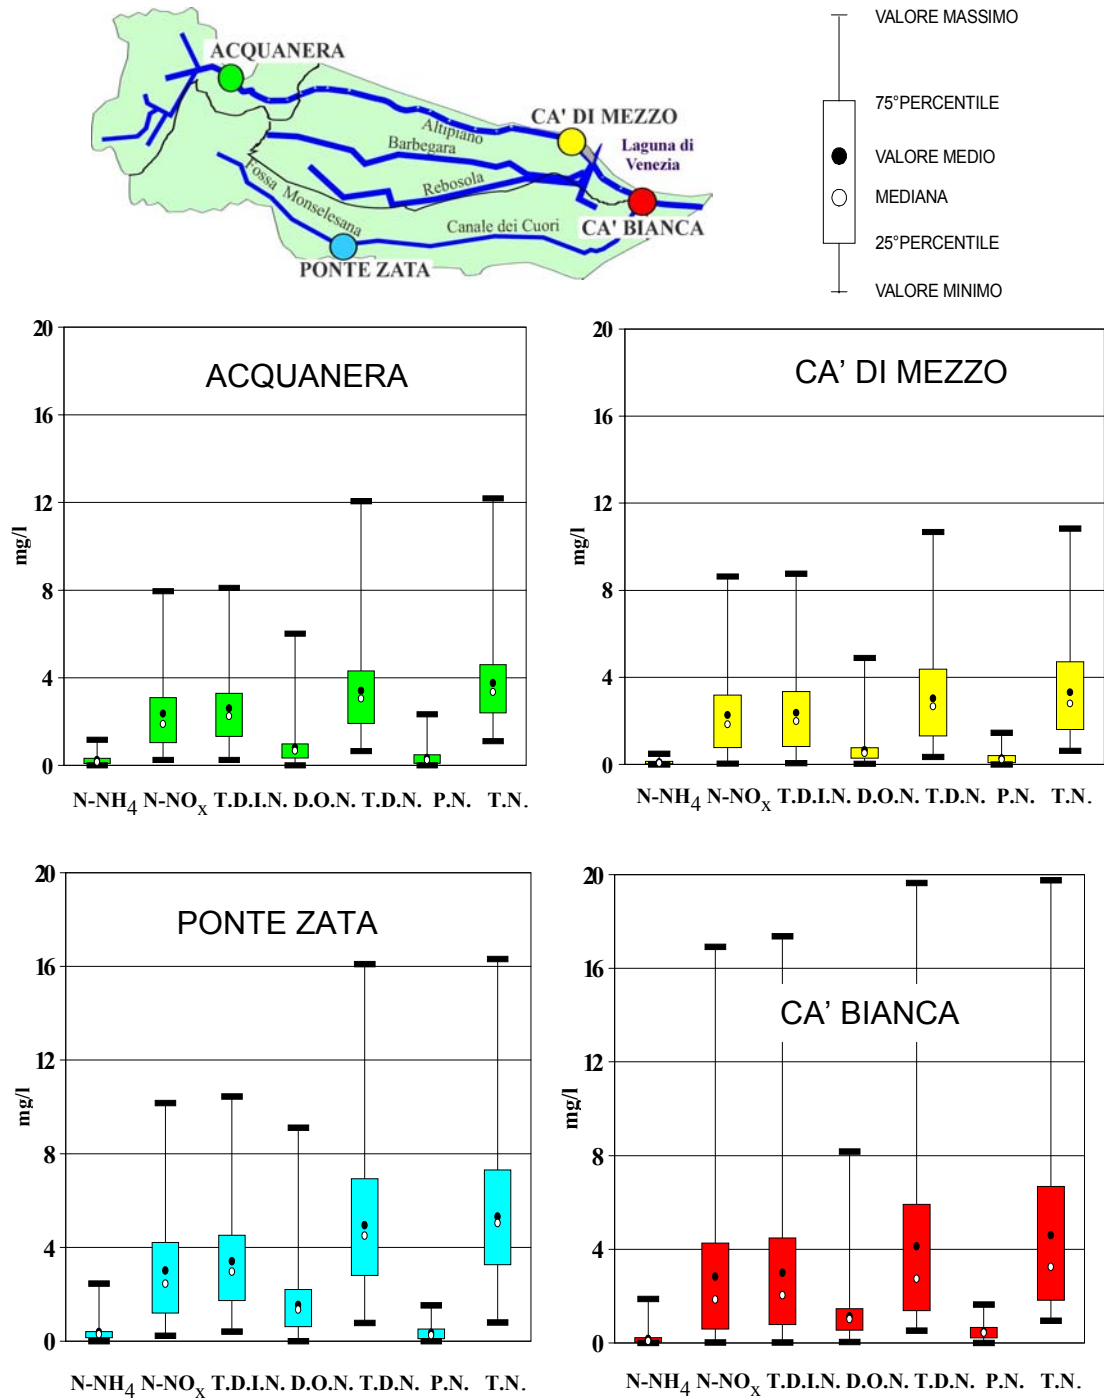 ACQUANERA
CA' DI MEZZO
Altipiano
Barbegara
Laguna di
Venezia
Fossa Monselesana
Rebosola
Canale dei Cuori
CA' BIANCA
PONTE ZATA
VALORE MASSIMO
75°PERCENTILE
VALORE MEDIO
MEDIANA
25°PERCENTILE
VALORE MINIMO
ACQUANERA
mg/l
20
16
12
8
4
0
N-NH4 N-NOx T.D.I.N. D.O.N. T.D.N. P.N. T.N.
CA' DI MEZZO
mg/l
20
16
12
8
4
0
N-NH4 N-NOx T.D.I.N. D.O.N. T.D.N. P.N. T.N.
PONTE ZATA
mg/l
20
16
12
8
4
0
N-NH4 N-NOx T.D.I.N. D.O.N. T.D.N. P.N. T.N.
CA' BIANCA
mg/l
20
16
12
8
4
0
N-NH4 N-NOx T.D.I.N. D.O.N. T.D.N. P.N. T.N.